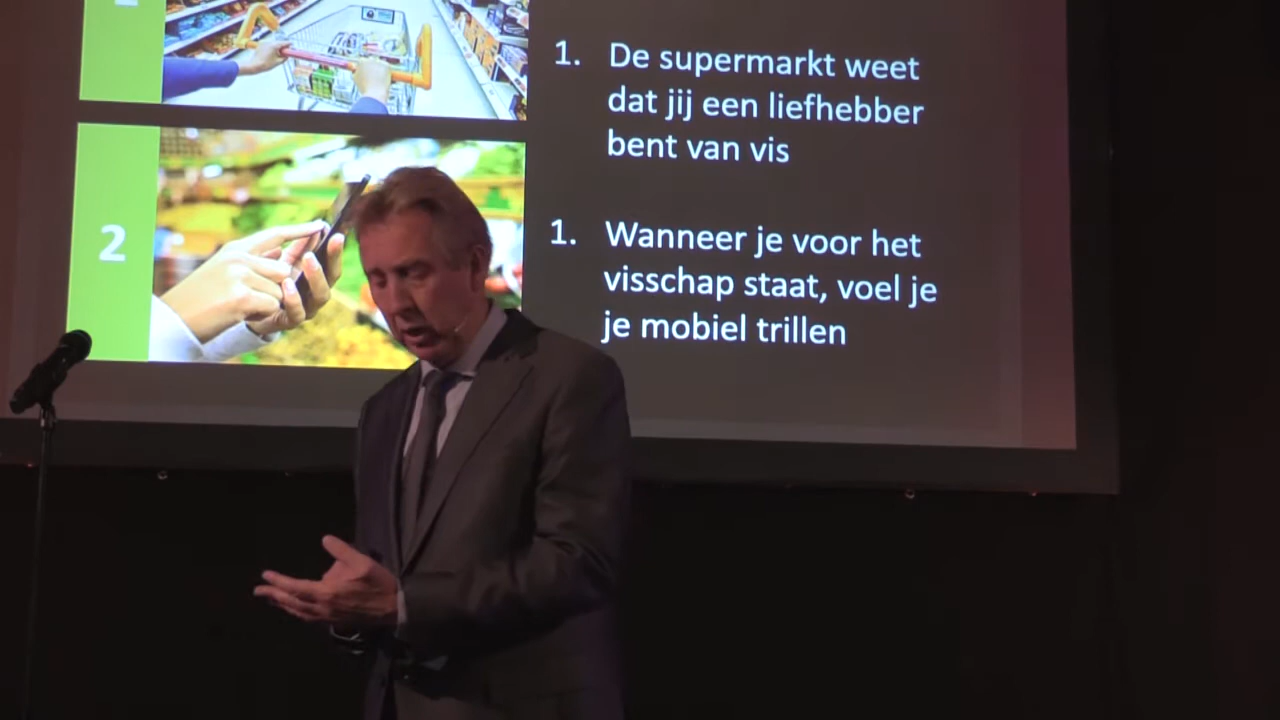 1. De supermarkt weet
dat jij een liefhebber
bent van vis
2
1. Wanneer je voor het
visschap staat, voel je
je mobiel trillen